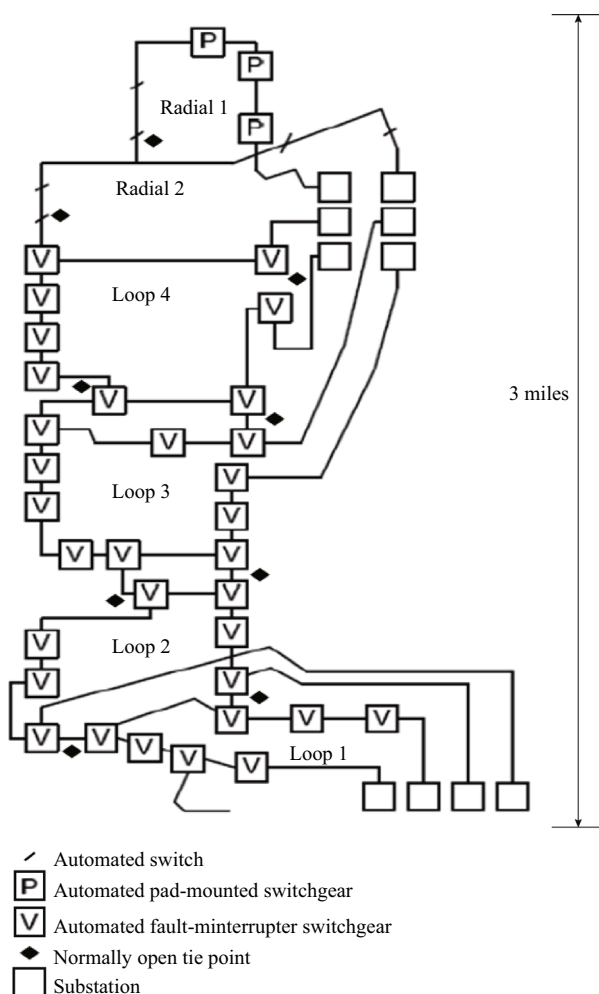 P
P
Radial 1
P
Radial 2
V V
V Loop 4 V
V
V
V V
3 miles
V V V
V V
Loop 3
V V
V V V
V V
V Loop 2 V
V V
V V V
V V
V V V Loop 1
Automated switch
P Automated pad-mounted switchgear
V Automated fault-minterrupter switchgear
Normally open tie point
Substation